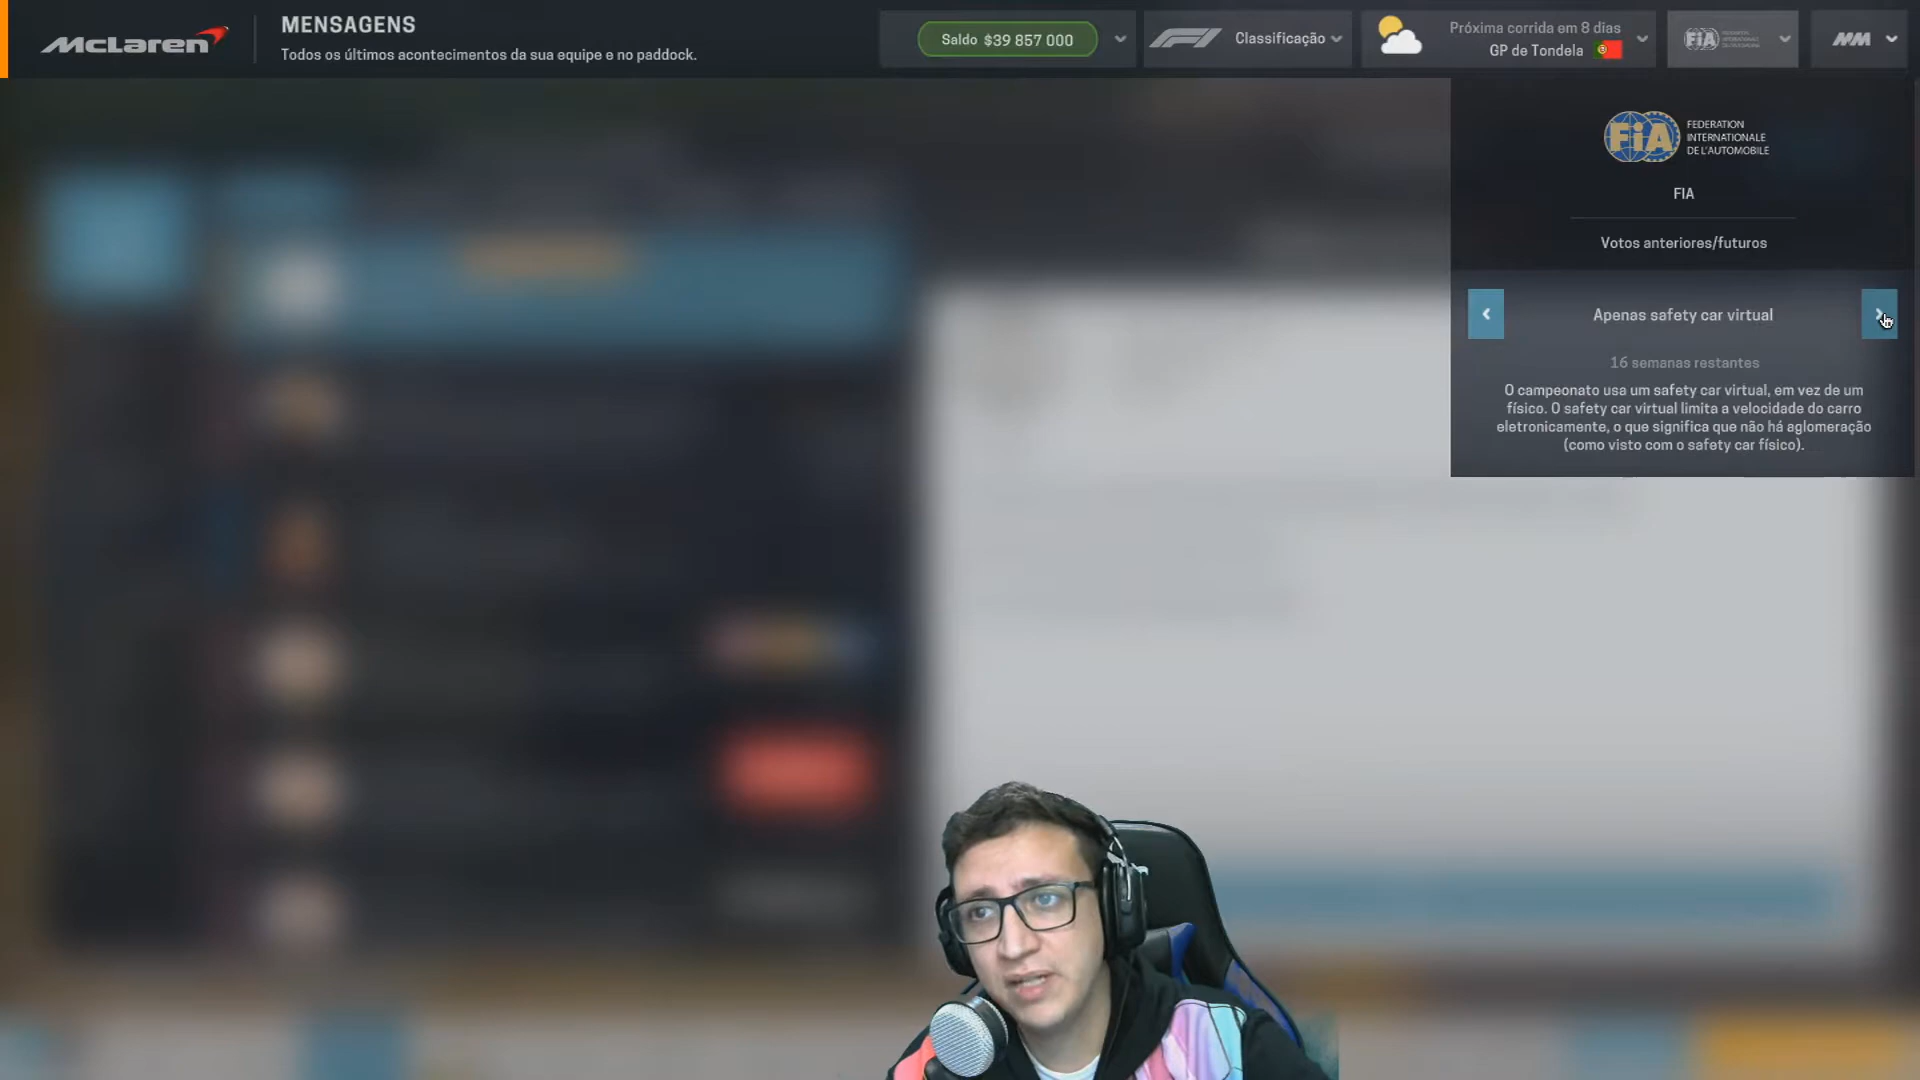 McLaren
MENSAGENS
Todos os últimos acontecimentos da sua equipe e no paddock.
Saldo $39 857 000
F1
Classificação
Próxima corrida em 8 dias
GP de Tondela
FIA
MM
FIA
FEDERATION
INTERNATIONALE
DE L'AUTOMOBILE
FIA
Votos anteriores/futuros
Apenas safety car virtual
16 semanas restantes
O campeonato usa um safety car virtual, em vez de um
físico. O safety car virtual limita a velocidade do carro
eletronicamente, o que significa que não há aglomeração
(como visto com o safety car físico).